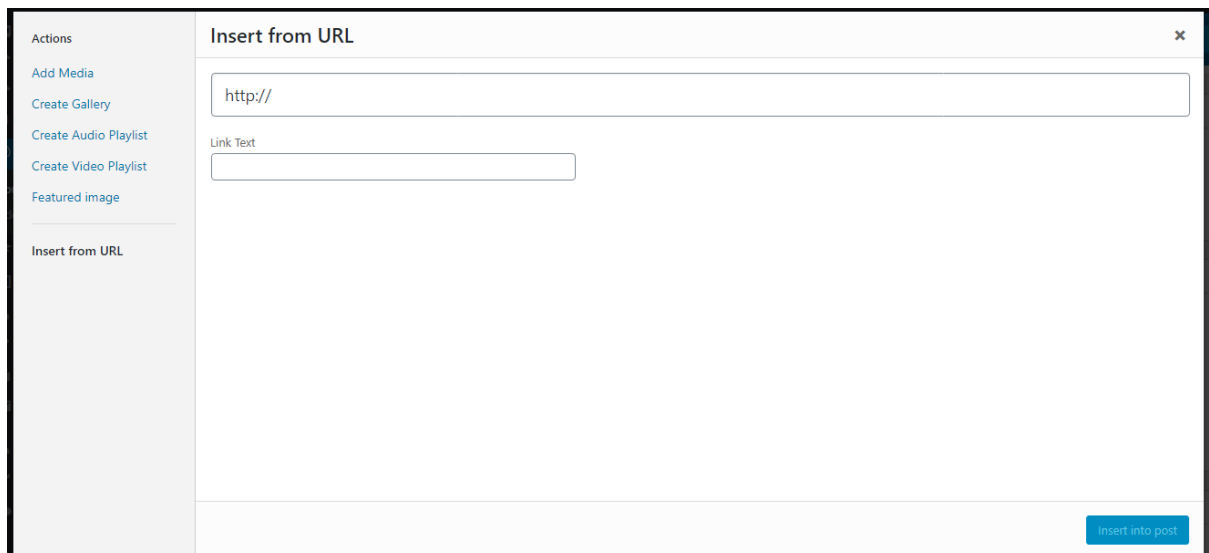 Actions
Add Media
Create Gallery
Create Audio Playlist
Create Video Playlist
Featured image
Insert from URL
Insert from URL
http://
Link Text
Insert into post